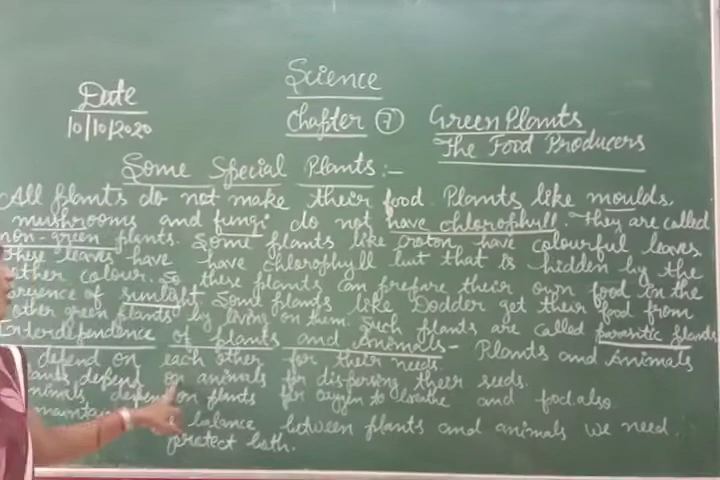 Science
Date
10/10/2020
Chapter 7
Green Plants
The Food Producers
Some Special Plants:-
All plants do not make their food. Plants like moulds,
mushrooms and fungi do not have chlorophyll. They are called
non-green plants. Some plants like croton have colourful leaves,
These leaves have have chlorophyll but that is hidden by the
other colour. So these plants can prepare their own food in the
presence of sunlight. Some plants like Dodder get their food from
other green plants by living on them. Such plants are called parasitic plants
Interdependence of plants and Animals- Plants and Animals
depend on each other for their needs.
plants depend on animals for dispersing their seeds.
Animals depend on plants for oxygen to breathe and food also.
maintain balance between plants and animals we need
protect both.